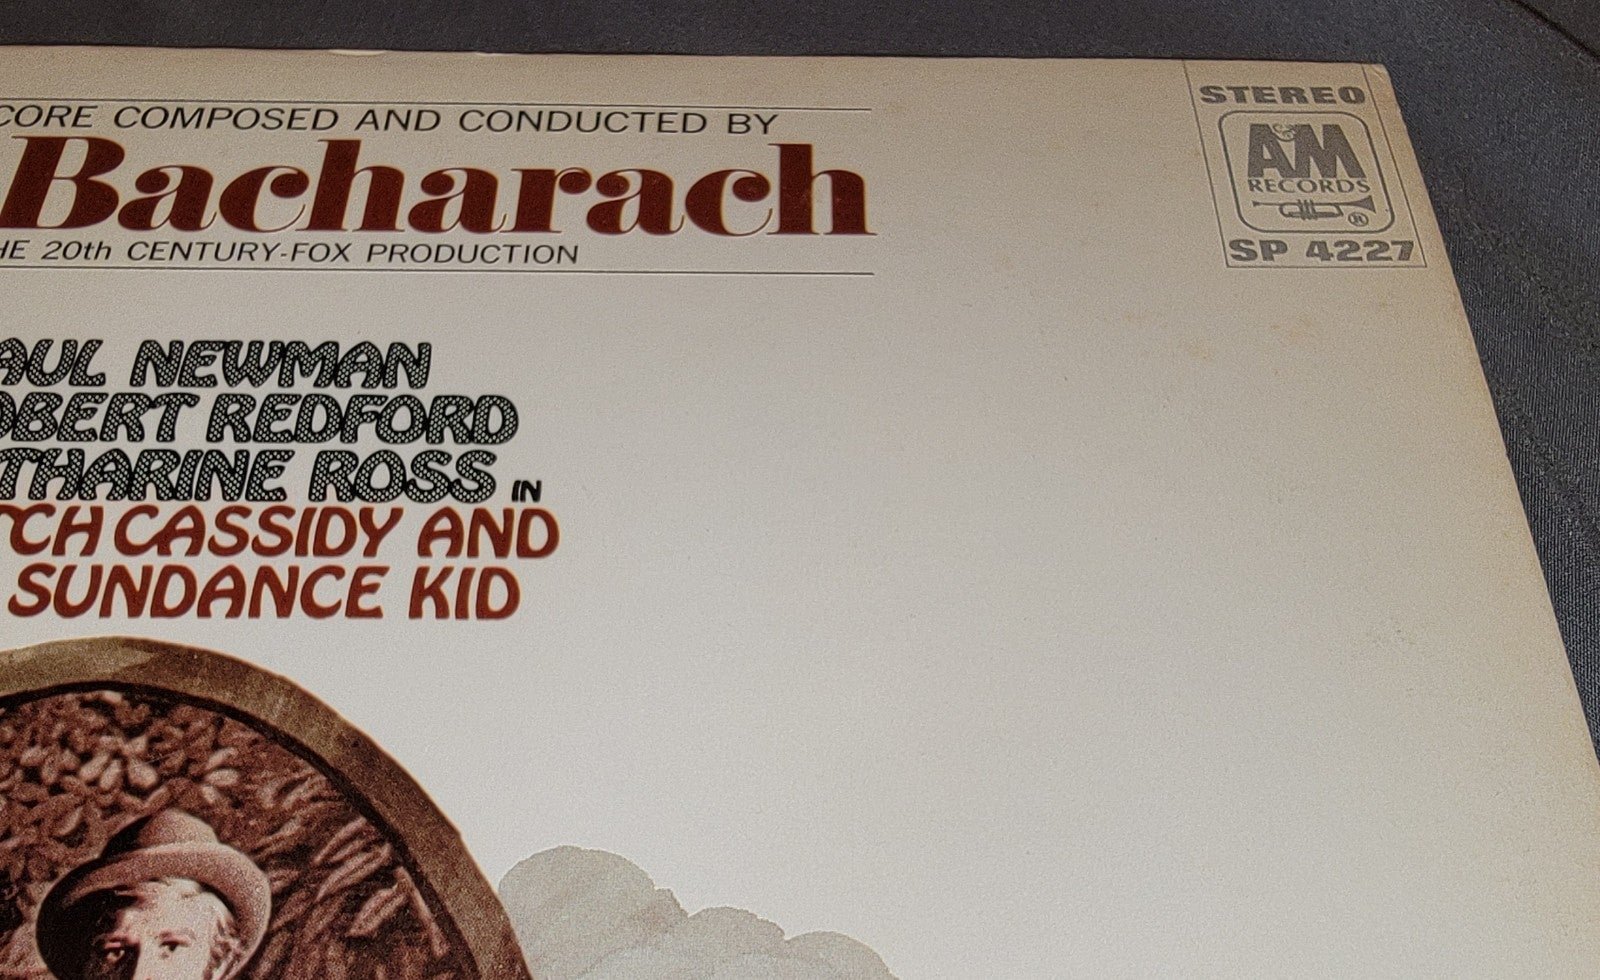 CORE COMPOSED AND CONDUCTED BY
Bacharach
HE 20th CENTURY-FOX PRODUCTION
STEREO
A&M
RECORDS
®
SP 4227
AUL NEWMAN
OBERT REDFORD
THARINE ROSS IN
TCH CASSIDY AND
SUNDANCE KID